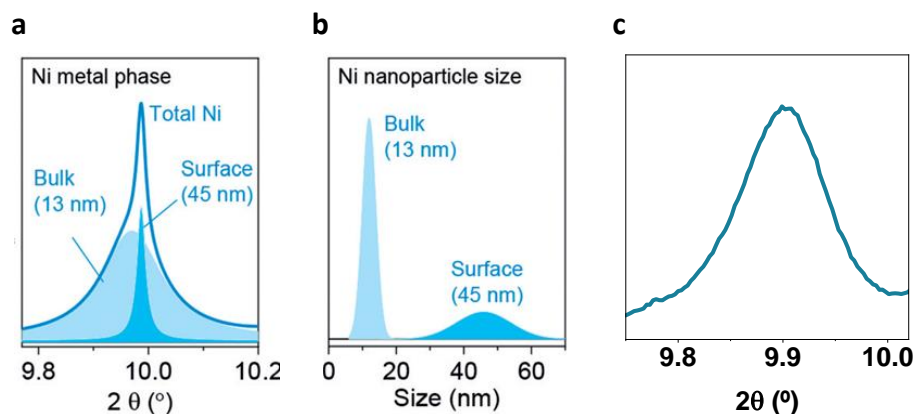 a
Ni metal phase
Total Ni
Bulk
(13 nm)
Surface
(45 nm)
9.8 10.0 10.2
2 θ (°)
b
Ni nanoparticle size
Bulk
(13 nm)
Surface
(45 nm)
0 20 40 60
Size (nm)
c
9.8 9.9 10.0
2θ (⁰)